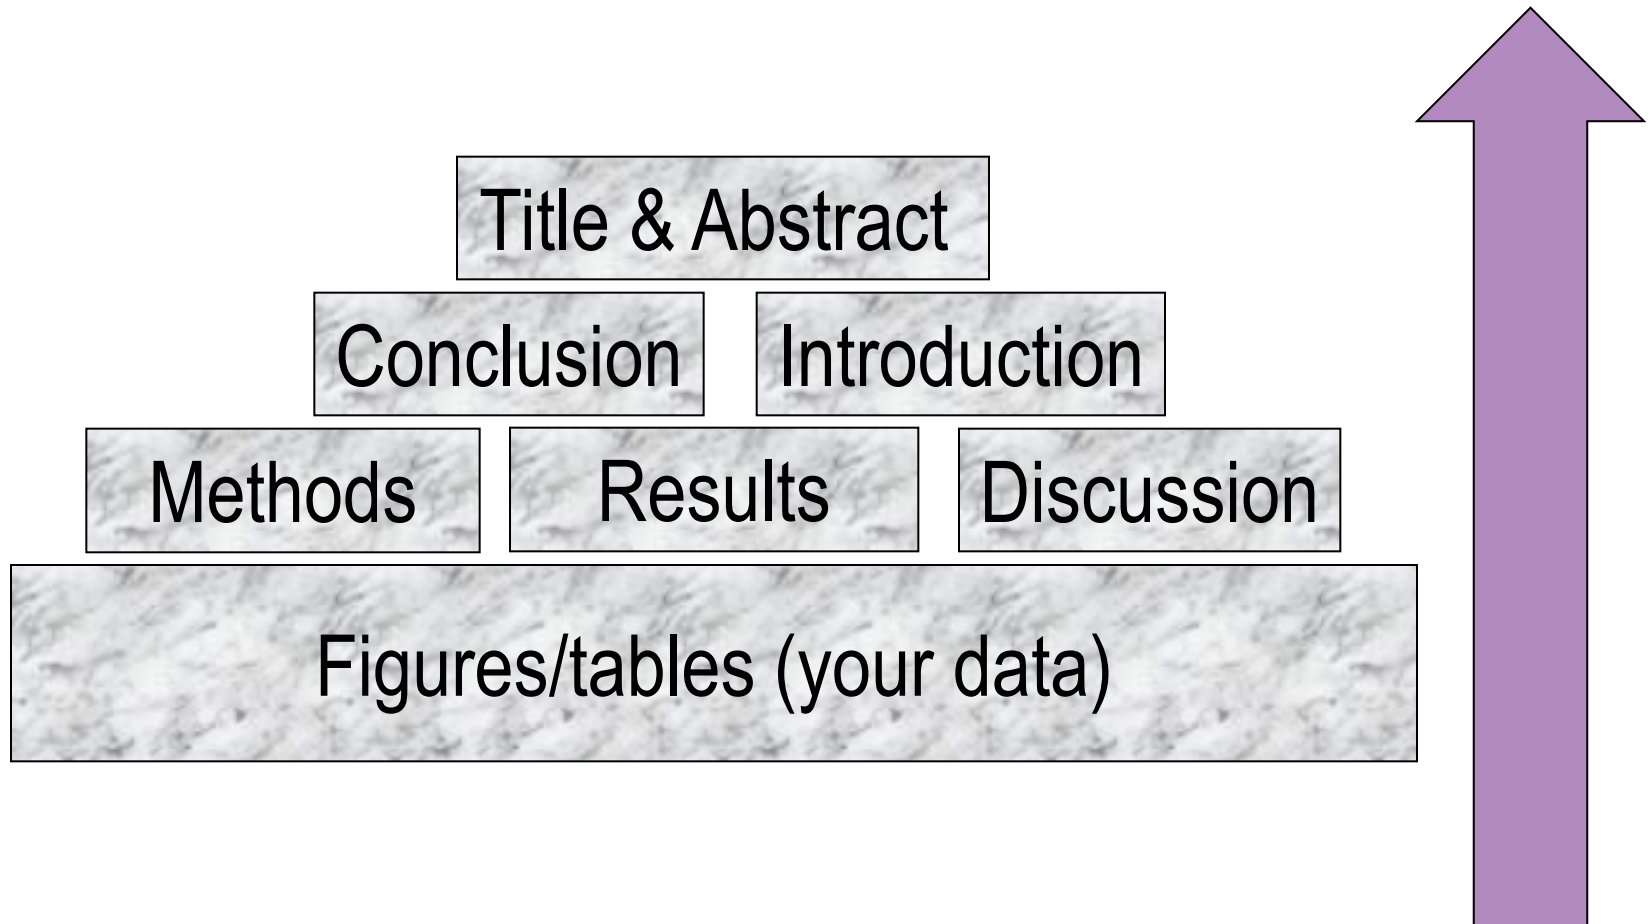 Title & Abstract
Conclusion
Introduction
Methods
Results
Discussion
Figures/tables (your data)